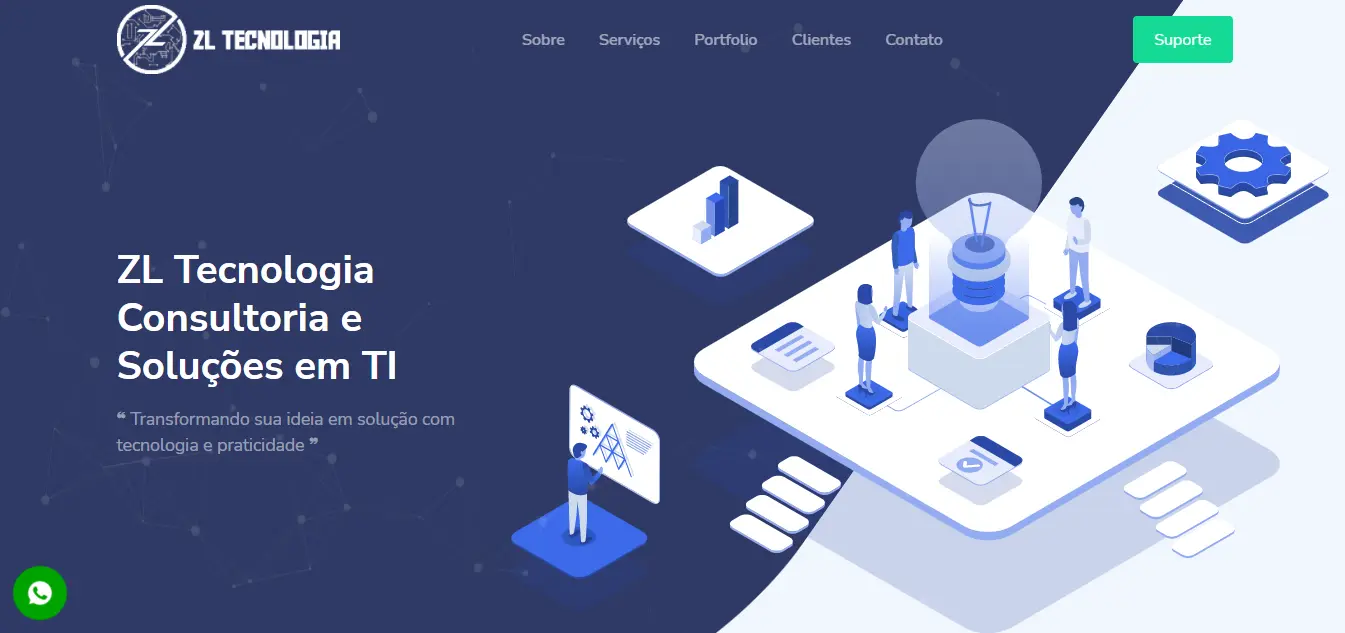 ZL TECNOLOGIA
Sobre
Serviços
Portfolio
Clientes
Contato
Suporte
ZL Tecnologia
Consultoria e
Soluções em TI
❝ Transformando sua ideia em solução com
tecnologia e praticidade ❞